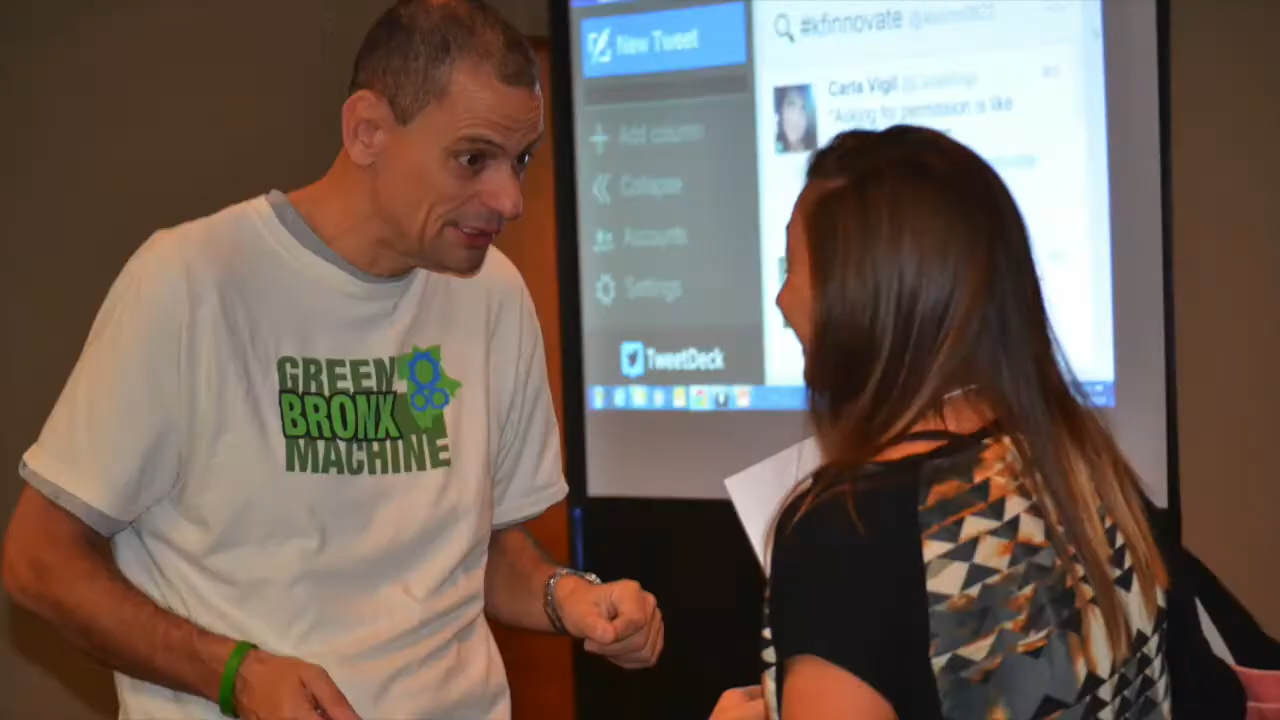 GREEN
BRONX
MACHINE
New Tweet
Add column
Collapse
Accounts
Settings
TweetDeck
#kfinnovate
Carla Vigil
"Asking for permission is like